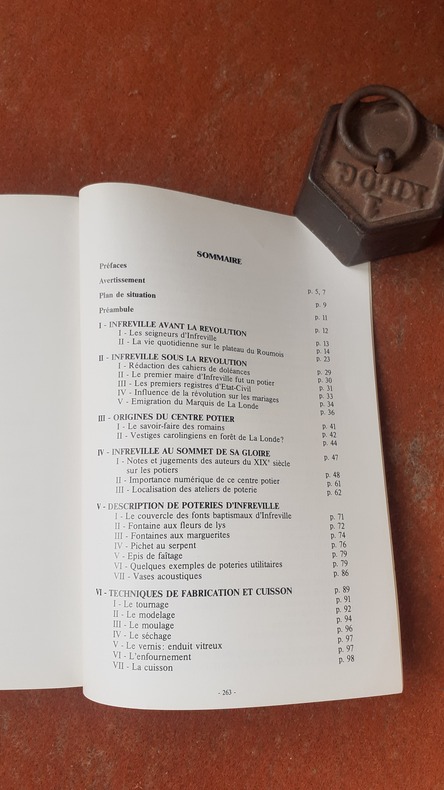 SOMMAIRE
Préfaces p. 5, 7
Avertissement p. 9
Plan de situation p. 11
Préambule p. 12
I - INFREVILLE AVANT LA REVOLUTION p. 13
I - Les seigneurs d'Infreville p. 14
II - La vie quotidienne sur le plateau du Roumois p. 23
II - INFREVILLE SOUS LA REVOLUTION p. 29
I - Rédaction des cahiers de doléances p. 30
II - Le premier maire d'Infreville fut un potier p. 31
III - Les premiers registres d'Etat-Civil p. 33
IV - Influence de la révolution sur les mariages p. 34
V - Emigration du Marquis de La Londe p. 36
III - ORIGINES DU CENTRE POTIER p. 41
I - Le savoir-faire des romains p. 42
II - Vestiges carolingiens en forêt de La Londe? p. 44
IV - INFREVILLE AU SOMMET DE SA GLOIRE p. 47
I - Notes et jugements des auteurs du XIXe siècle
sur les potiers p. 48
II - Importance numérique de ce centre potier p. 61
III - Localisation des ateliers de poterie p. 62
V - DESCRIPTION DE POTERIES D'INFREVILLE
I - Le couvercle des fonts baptismaux d'Infreville p. 71
II - Fontaine aux fleurs de lys p. 72
III - Fontaines aux marguerites p. 74
IV - Pichet au serpent p. 76
V - Epis de faîtage p. 79
VI - Quelques exemples de poteries utilitaires p. 79
VII - Vases acoustiques p. 86
VI - TECHNIQUES DE FABRICATION ET CUISSON p. 89
I - Le tournage p. 91
II - Le modelage p. 92
III - Le moulage p. 94
IV - Le séchage p. 96
V - Le vernis: enduit vitreux p. 97
VI - L'enfournement p. 97
VII - La cuisson p. 98
- 263 -
1
KILOG.